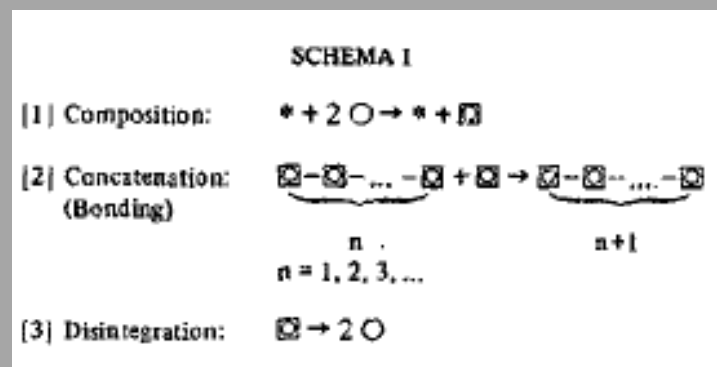 SCHEMA I
[1] Composition: * + 2 ○ → * + ⊡
[2] Concatenation: ⊡-⊡-... -⊡ + ⊡ → ⊡-⊡-....-⊡
(Bonding)
n n+1
n = 1, 2, 3, ...
[3] Disintegration: ⊡ → 2 ○